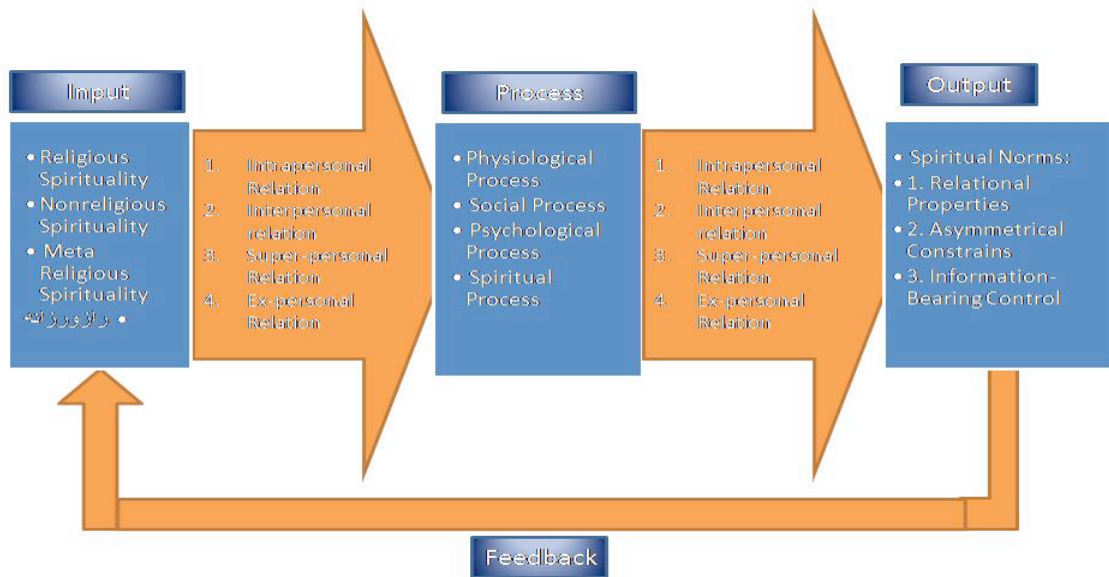 Input
• Religious
Spirituality
• Nonreligious
Spirituality
• Meta
Religious
Spirituality
• رازورزانه
1. Intrapersonal
Relation
2. Interpersonal
relation
3. Super-personal
Relation
4. Ex-personal
Relation
Process
• Physiological
Process
• Social Process
• Psychological
Process
• Spiritual
Process
1. Intrapersonal
Relation
2. Interpersonal
relation
3. Super-personal
Relation
4. Ex-personal
Relation
Output
• Spiritual Norms:
• 1. Relational
Properties
• 2. Asymmetrical
Constrains
• 3. Information-
Bearing Control
Feedback